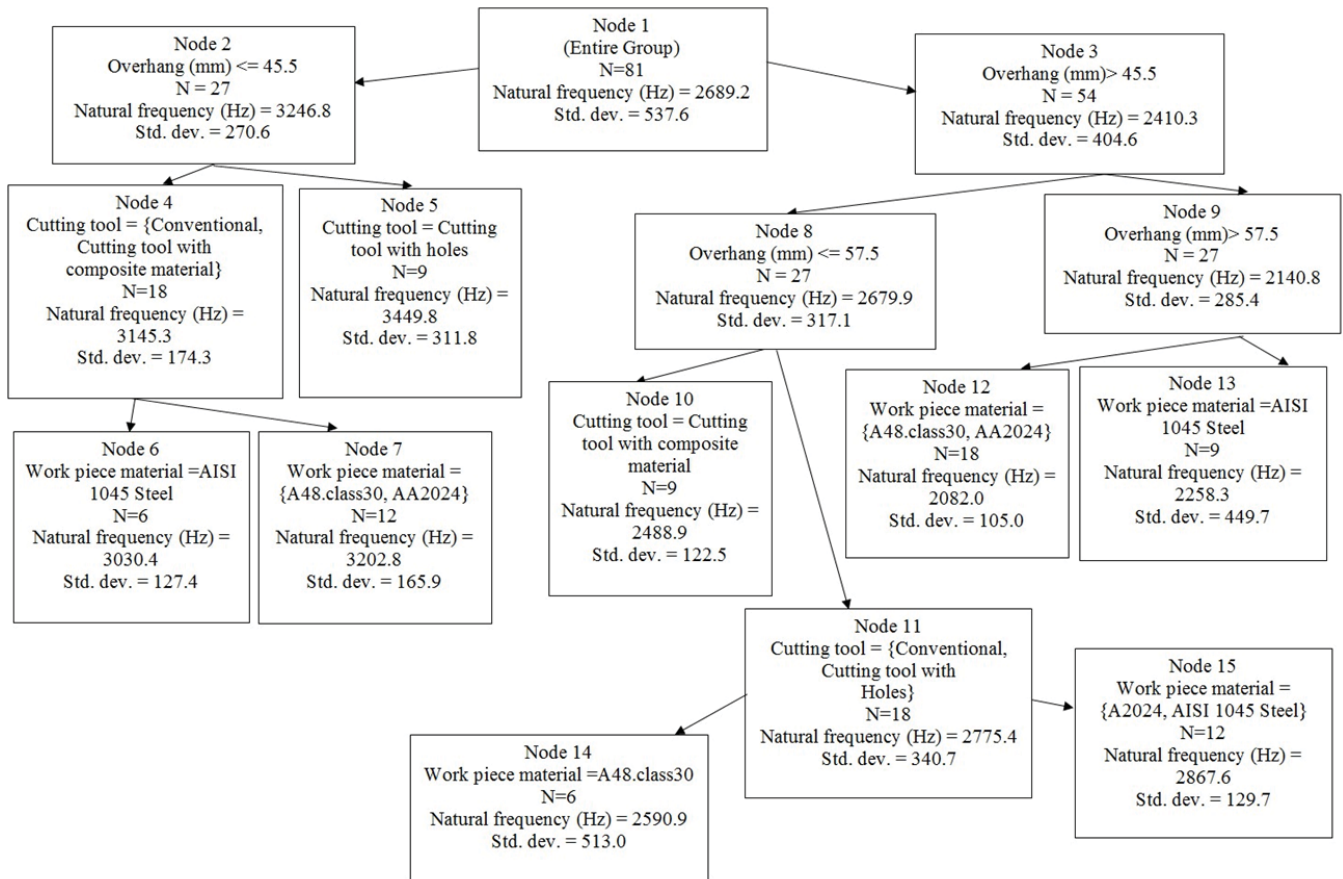 Node 1
(Entire Group)
N=81
Natural frequency (Hz) = 2689.2
Std. dev. = 537.6
Node 2
Overhang (mm) <= 45.5
N = 27
Natural frequency (Hz) = 3246.8
Std. dev. = 270.6
Node 3
Overhang (mm)> 45.5
N = 54
Natural frequency (Hz) = 2410.3
Std. dev. = 404.6
Node 4
Cutting tool = {Conventional,
Cutting tool with
composite material}
N=18
Natural frequency (Hz) =
3145.3
Std. dev. = 174.3
Node 5
Cutting tool = Cutting
tool with holes
N=9
Natural frequency (Hz) =
3449.8
Std. dev. = 311.8
Node 8
Overhang (mm) <= 57.5
N = 27
Natural frequency (Hz) = 2679.9
Std. dev. = 317.1
Node 9
Overhang (mm)> 57.5
N = 27
Natural frequency (Hz) = 2140.8
Std. dev. = 285.4
Node 6
Work piece material =AISI
1045 Steel
N=6
Natural frequency (Hz) =
3030.4
Std. dev. = 127.4
Node 7
Work piece material =
{A48.class30, AA2024}
N=12
Natural frequency (Hz) =
3202.8
Std. dev. = 165.9
Node 10
Cutting tool = Cutting
tool with composite
material
N=9
Natural frequency (Hz) =
2488.9
Std. dev. = 122.5
Node 12
Work piece material =
{A48.class30, AA2024}
N=18
Natural frequency (Hz) =
2082.0
Std. dev. = 105.0
Node 13
Work piece material =AISI
1045 Steel
N=9
Natural frequency (Hz) =
2258.3
Std. dev. = 449.7
Node 11
Cutting tool = {Conventional,
Cutting tool with
Holes}
N=18
Natural frequency (Hz) = 2775.4
Std. dev. = 340.7
Node 14
Work piece material =A48.class30
N=6
Natural frequency (Hz) = 2590.9
Std. dev. = 513.0
Node 15
Work piece material =
{A2024, AISI 1045 Steel}
N=12
Natural frequency (Hz) =
2867.6
Std. dev. = 129.7